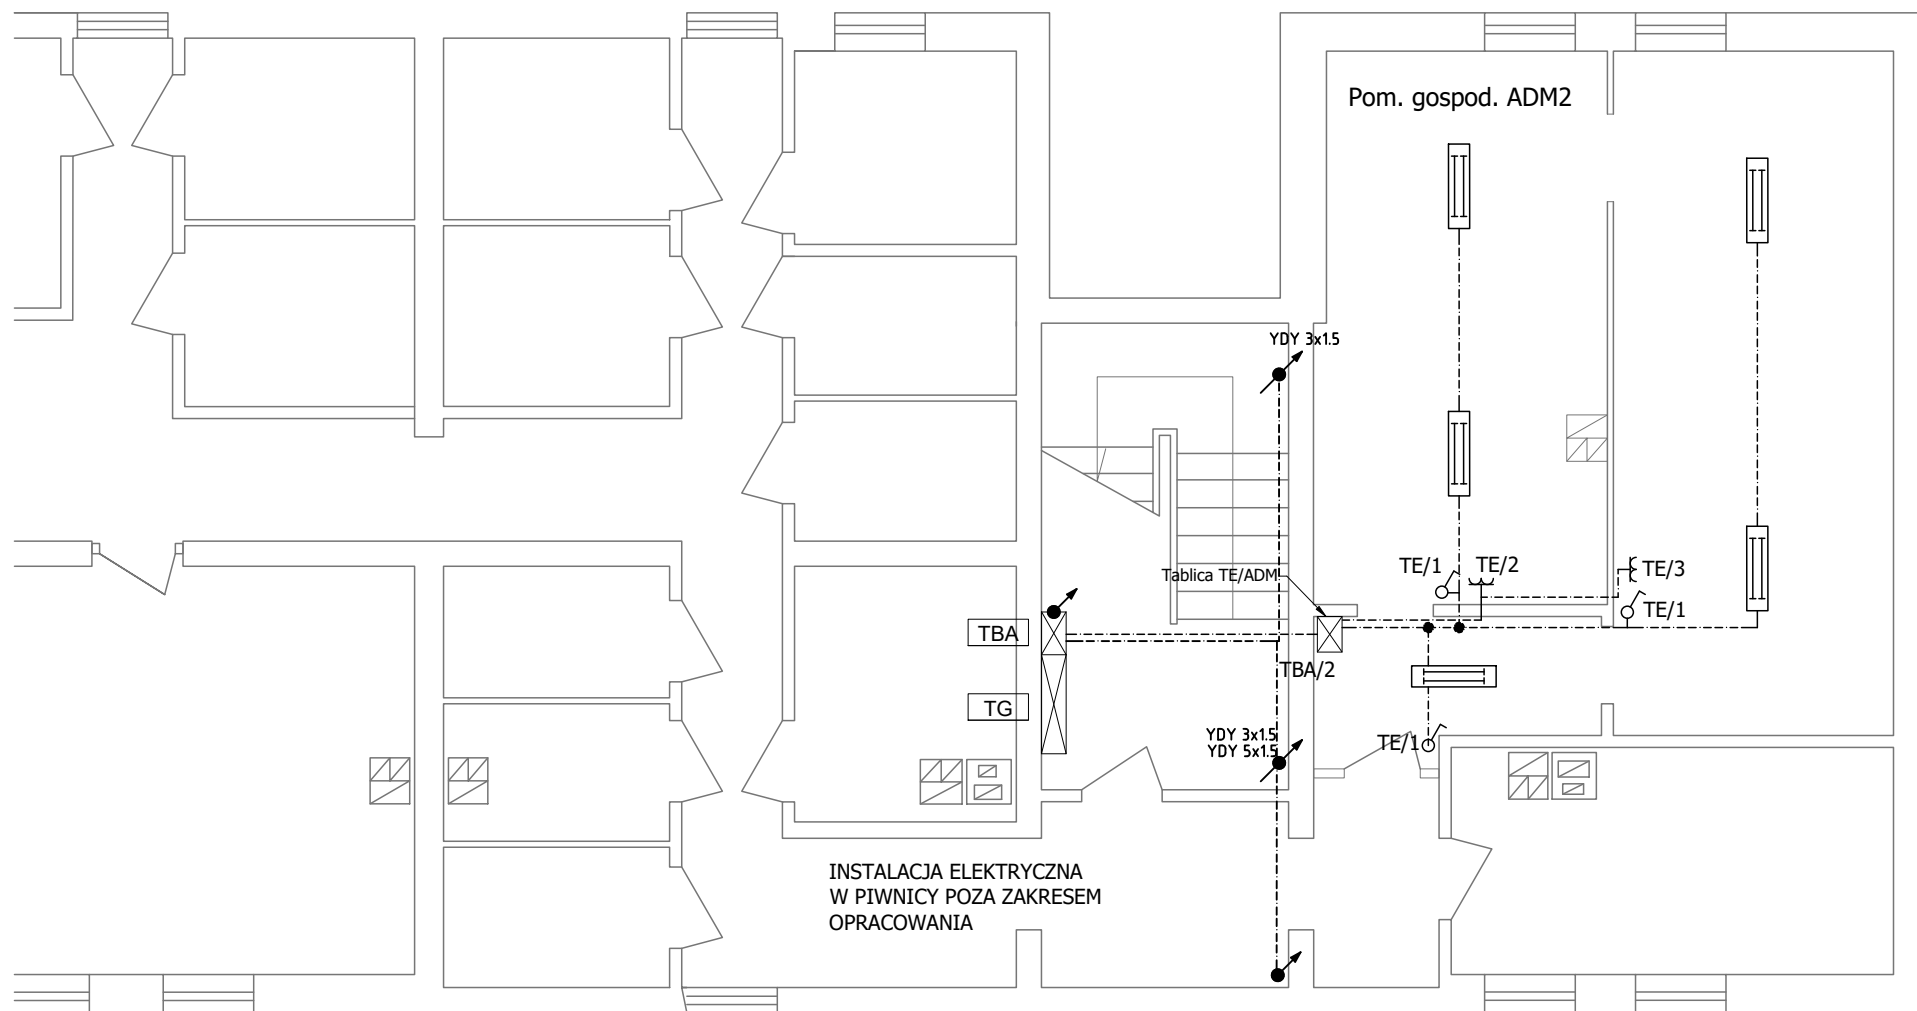 Pom. gospod. ADM2
YDY 3x1.5
TE/1
TE/2
TE/3
Tablica TE/ADM
TE/1
TBA
TBA/2
TG
YDY 3x1.5
YDY 5x1.5
TE/1
INSTALACJA ELEKTRYCZNA
W PIWNICY POZA ZAKRESEM
OPRACOWANIA